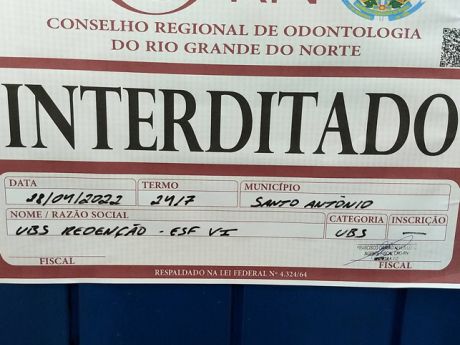 CONSELHO REGIONAL DE ODONTOLOGIA
DO RIO GRANDE DO NORTE
INTERDITADO
DATA TERMO MUNICÍPIO
28/04/2022 24/7 SANTO ANTÔNIO
NOME / RAZÃO SOCIAL CATEGORIA INSCRIÇÃO
UBS REDENÇÃO - ESF VI UBS —
FISCAL FISCAL
RESPALDADO NA LEI FEDERAL Nº 4.324/64